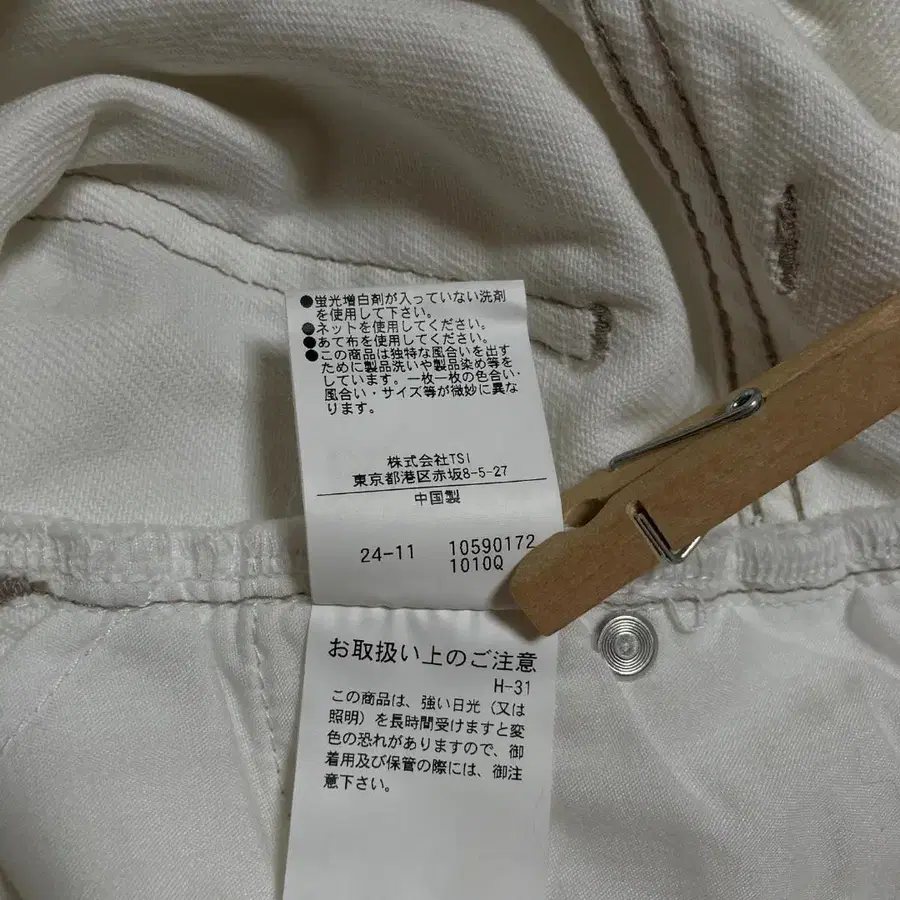 ●蛍光増白剤が入っていない洗剤
を使用して下さい。
●ネットを使用してください。
●あて布を使用してください。
●この商品は独特な風合いを出す
ために製品洗いや製品染め等を
しています。一枚一枚の色合い・
風合い・サイズ等が微妙に異な
ります。
株式会社TSI
東京都港区赤坂8-5-27
中国製
24-11 10590172
1010Q
お取扱い上のご注意
H-31
この商品は、強い日光（又は
照明）を長時間受けますと変
色の恐れがありますので、御
着用及び保管の際には、御注
意下さい。